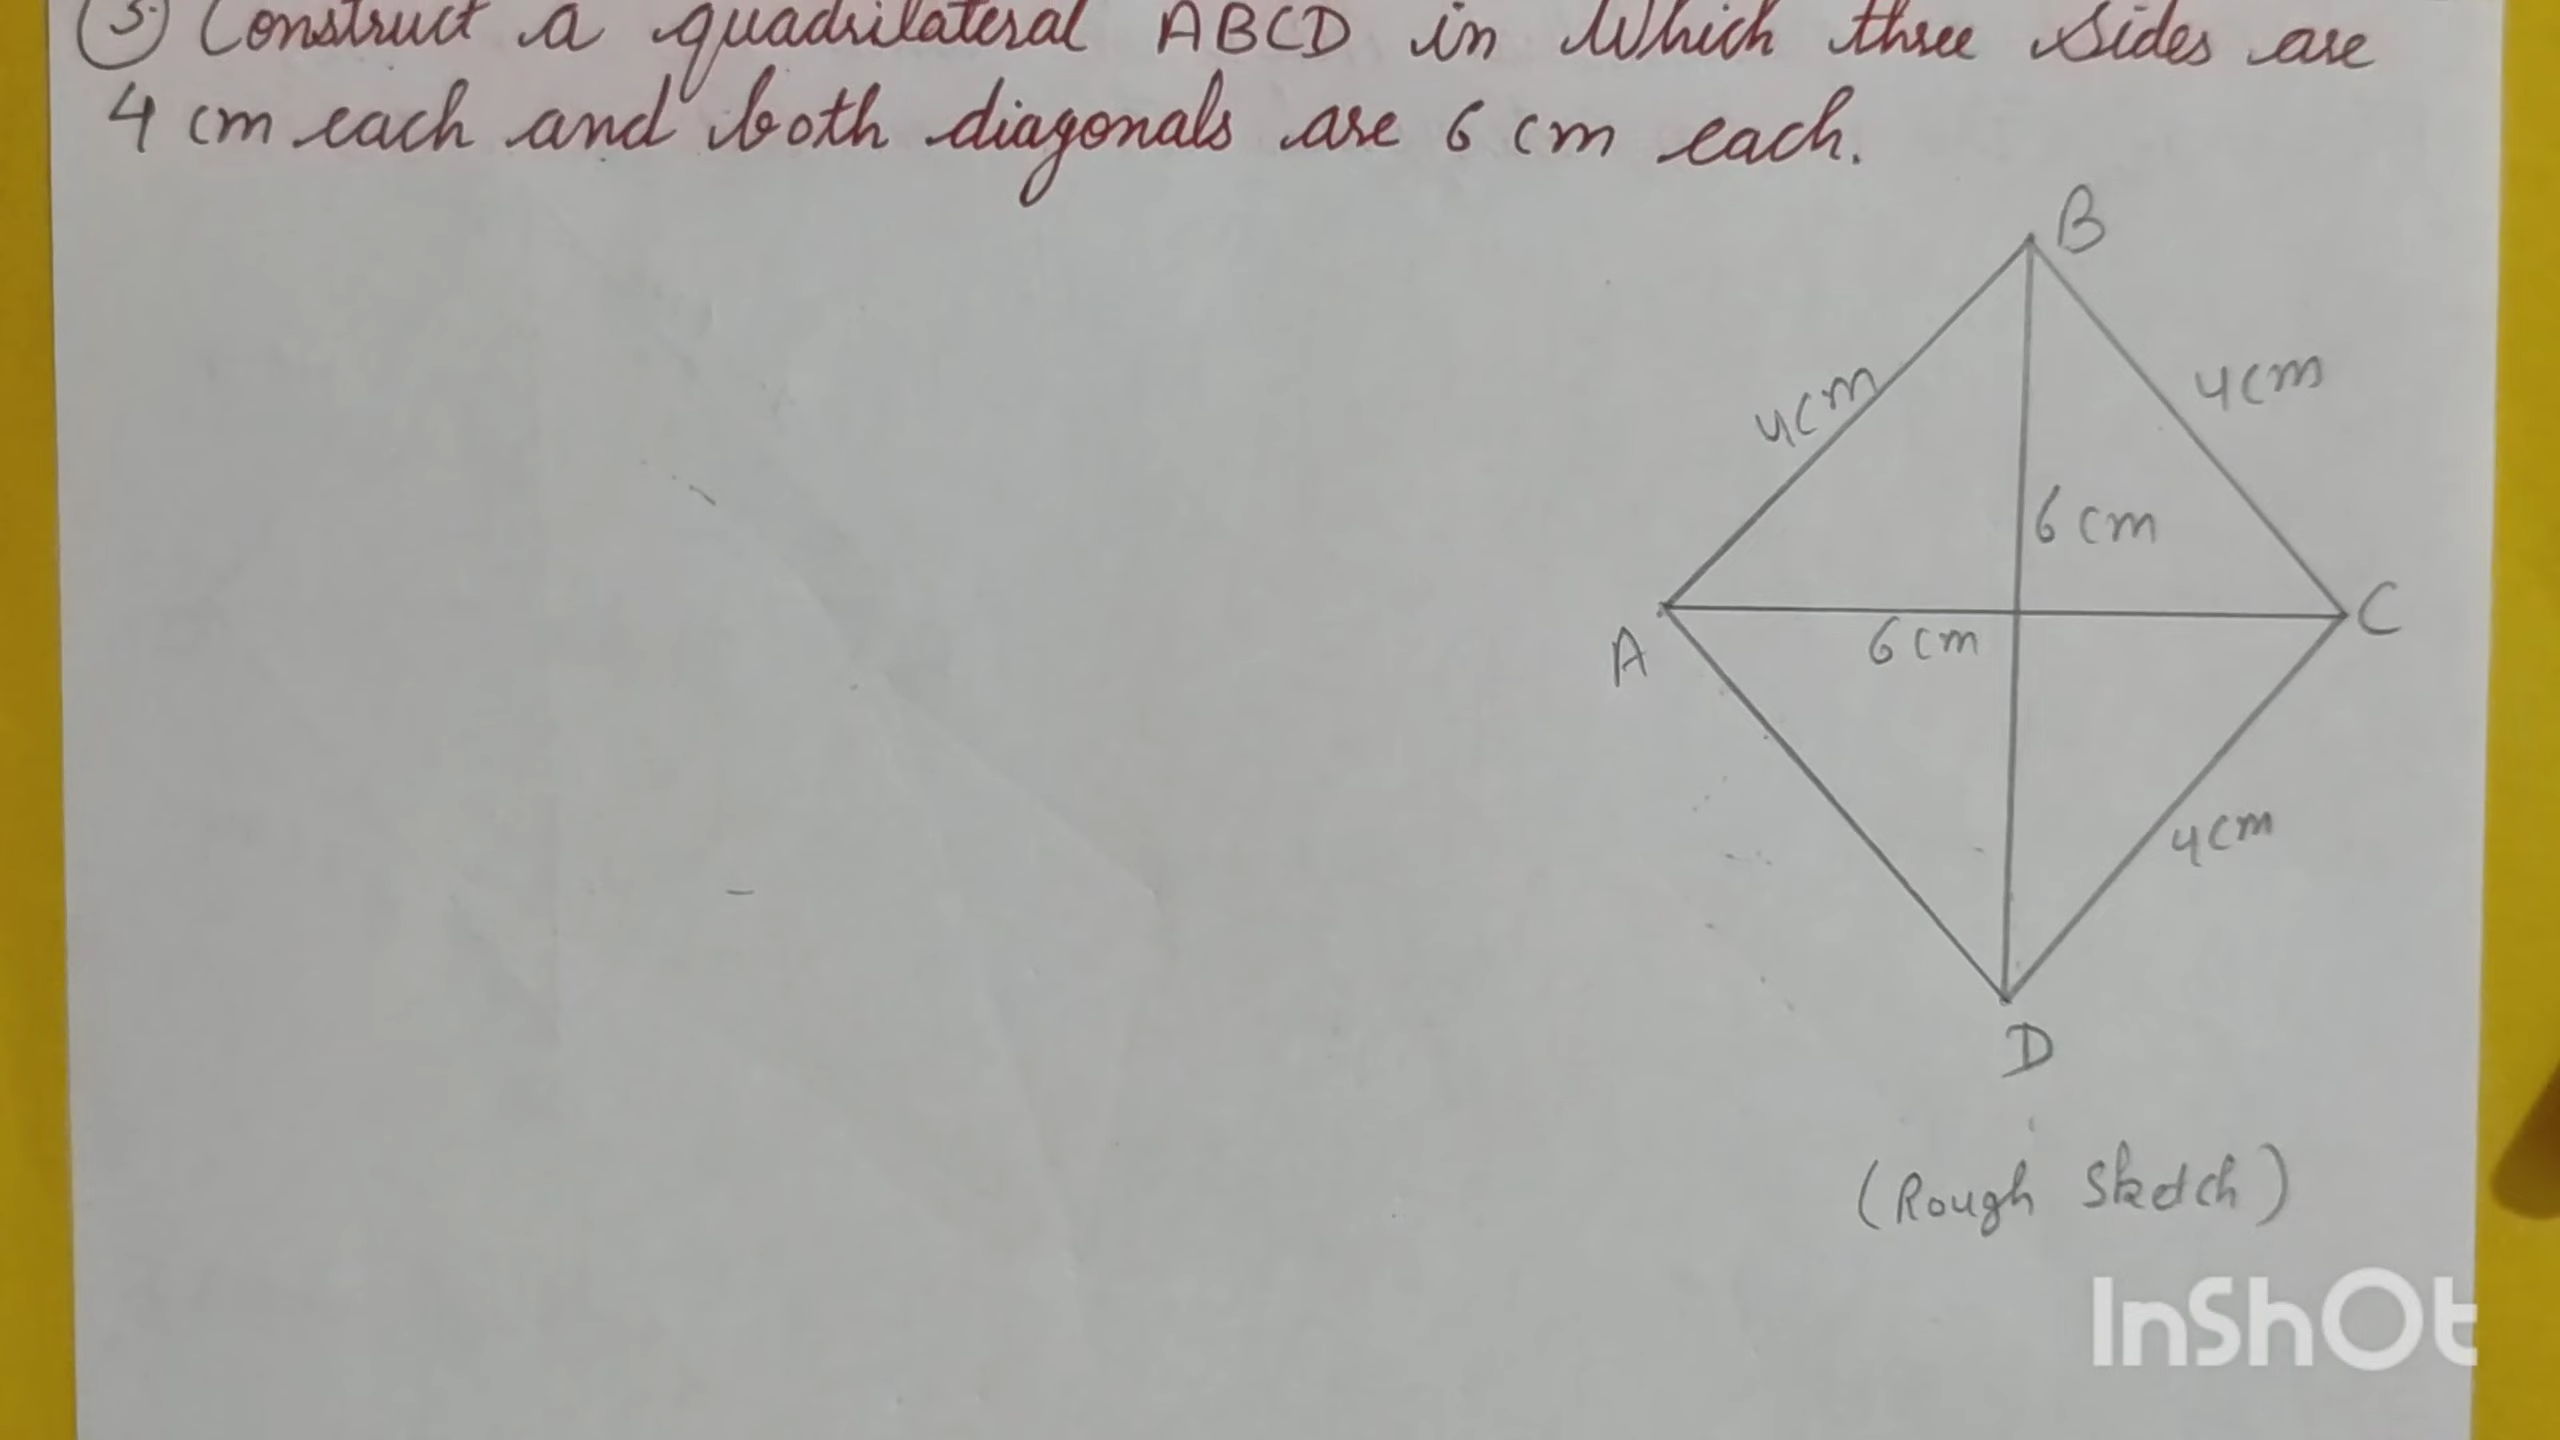 3. Construct a quadrilateral ABCD in Which three sides are
4 cm each and both diagonals are 6 cm each.
B
4cm
4cm
6 cm
A
6 cm
C
4cm
D
(Rough Sketch)
InShOt